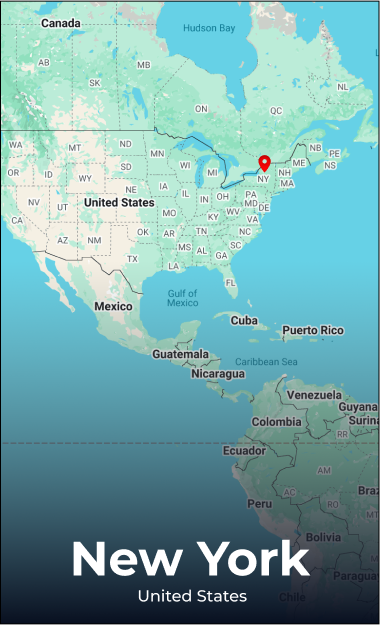 Canada
Hudson Bay
AB
MB
SK
NL
ON
QC
WA
MT
ND
MN
NB
PE
ME
NS
OR
ID
SD
WI
MI
NY
NH
MA
WY
NE
IA
IL
IN
OH
PA
NV
UT
United States
MD
DE
CA
MO
KY
WV
VA
AZ
NM
OK
AR
TN
NC
MS
AL
SC
GA
TX
LA
FL
Gulf of
Mexico
Mexico
Cuba
Puerto Rico
Guatemala
Caribbean Sea
Nicaragua
Venezuela
Guyana
Colombia
Surina
RR
Ecuador
AM
Peru
AC
RO
Braz
MT
Bolivia
Paragua
Chile
New York
United States